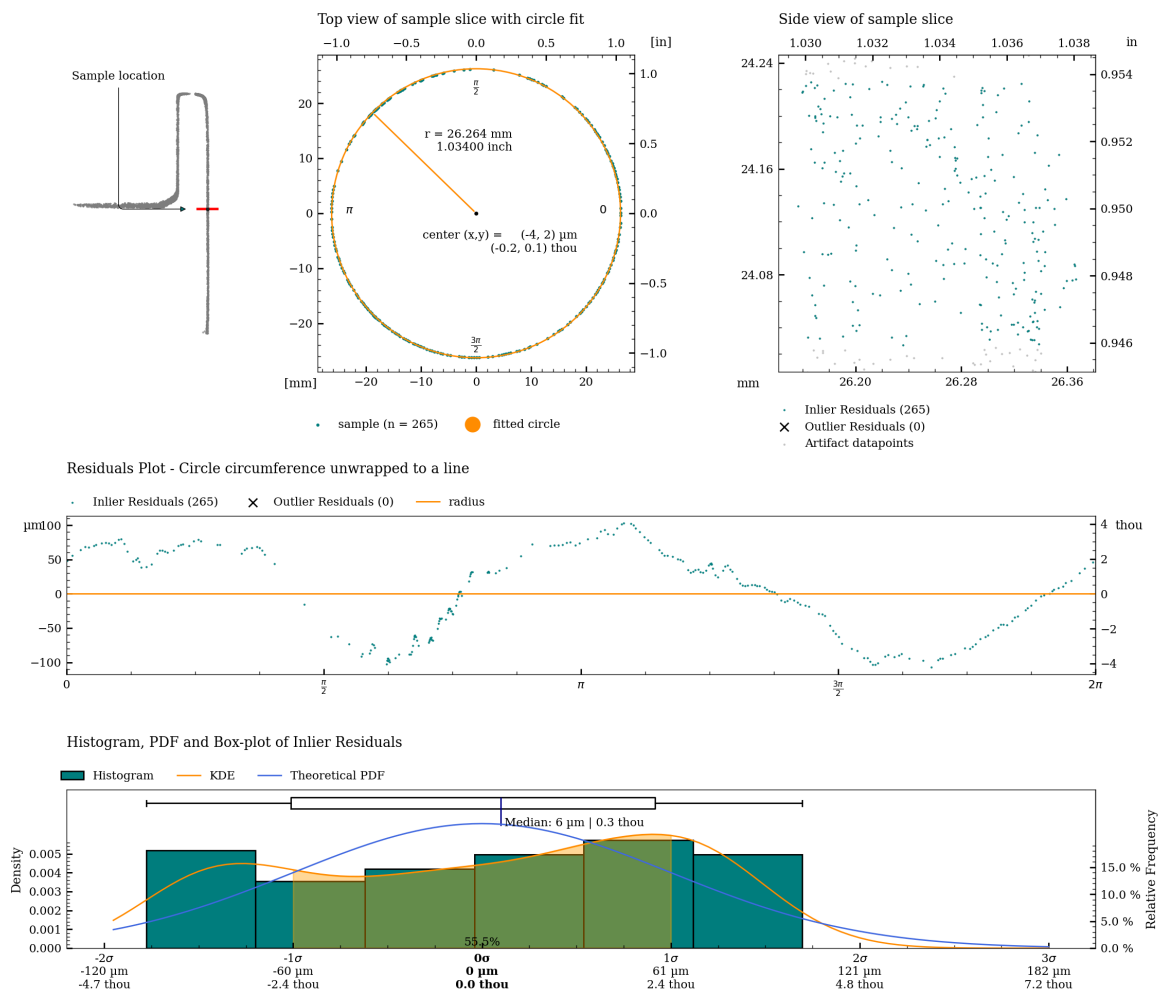 Top view of sample slice with circle fit
Side view of sample slice
−1.0 −0.5 0.0 0.5 1.0 [in]
1.030 1.032 1.034 1.036 1.038 in
Sample location
24.24
24.16
24.08
0.954
0.952
0.950
0.948
0.946
1.0
0.5
0.0
−0.5
−1.0
20
10
0
−10
−20
π/2
r = 26.264 mm
1.03400 inch
π
0
center (x,y) = (-4, 2) µm
(-0.2, 0.1) thou
3π/2
[mm] −20 −10 0 10 20
mm 26.20 26.28 26.36
sample (n = 265) fitted circle
Inlier Residuals (265)
Outlier Residuals (0)
Artifact datapoints
Residuals Plot - Circle circumference unwrapped to a line
Inlier Residuals (265) Outlier Residuals (0) radius
µm
100
50
0
−50
−100
4 thou
2
0
−2
−4
0 π/2 π 3π/2 2π
Histogram, PDF and Box-plot of Inlier Residuals
Histogram KDE Theoretical PDF
Median: 6 µm | 0.3 thou
Density
0.005
0.004
0.003
0.002
0.001
0.000
Relative Frequency
15.0 %
10.0 %
5.0 %
0.0 %
55.5%
-2σ -1σ 0σ 1σ 2σ 3σ
-120 µm -60 µm 0 µm 61 µm 121 µm 182 µm
-4.7 thou -2.4 thou 0.0 thou 2.4 thou 4.8 thou 7.2 thou